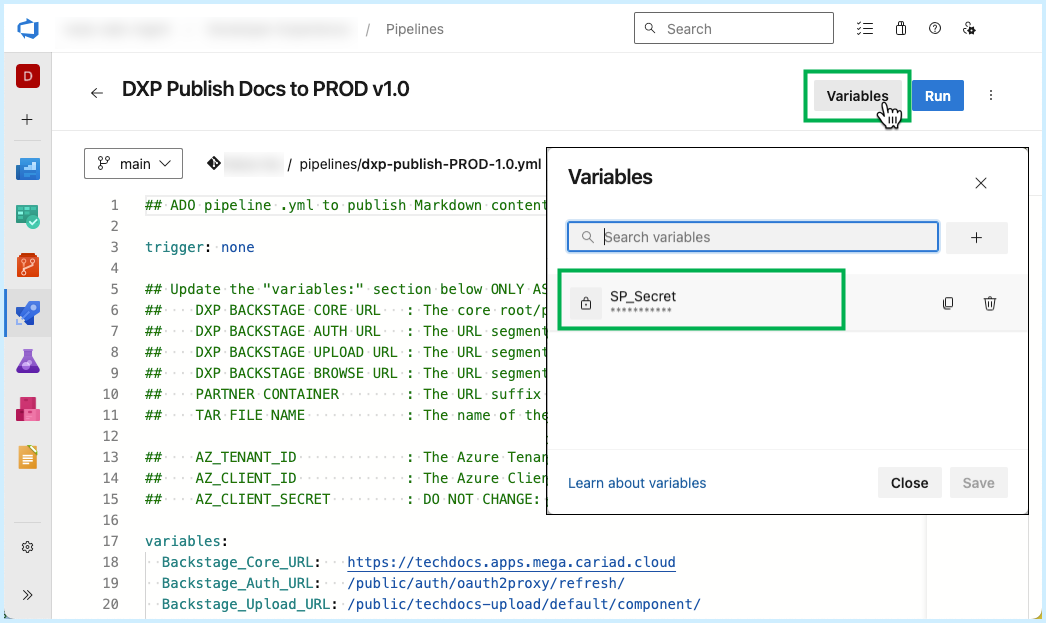 / Pipelines
Search
D
DXP Publish Docs to PROD v1.0
Variables
Run
main
/ pipelines/dxp-publish-PROD-1.0.yml
1 ## ADO pipeline .yml to publish Markdown content
2
3 trigger: none
4
5 ## Update the "variables:" section below ONLY AS
6 ## DXP BACKSTAGE CORE URL : The core root/p
7 ## DXP BACKSTAGE AUTH URL : The URL segment
8 ## DXP BACKSTAGE UPLOAD URL : The URL segment
9 ## DXP BACKSTAGE BROWSE URL : The URL segment
10 ## PARTNER CONTAINER : The URL suffix
11 ## TAR FILE NAME : The name of the
12
13 ## AZ_TENANT_ID : The Azure Tenan
14 ## AZ_CLIENT_ID : The Azure Clien
15 ## AZ_CLIENT_SECRET : DO NOT CHANGE:
16
17 variables:
18 Backstage_Core_URL: https://techdocs.apps.mega.cariad.cloud
19 Backstage_Auth_URL: /public/auth/oauth2proxy/refresh/
20 Backstage_Upload_URL: /public/techdocs-upload/default/component/
Variables
Search variables
SP_Secret
***********
Learn about variables
Close
Save